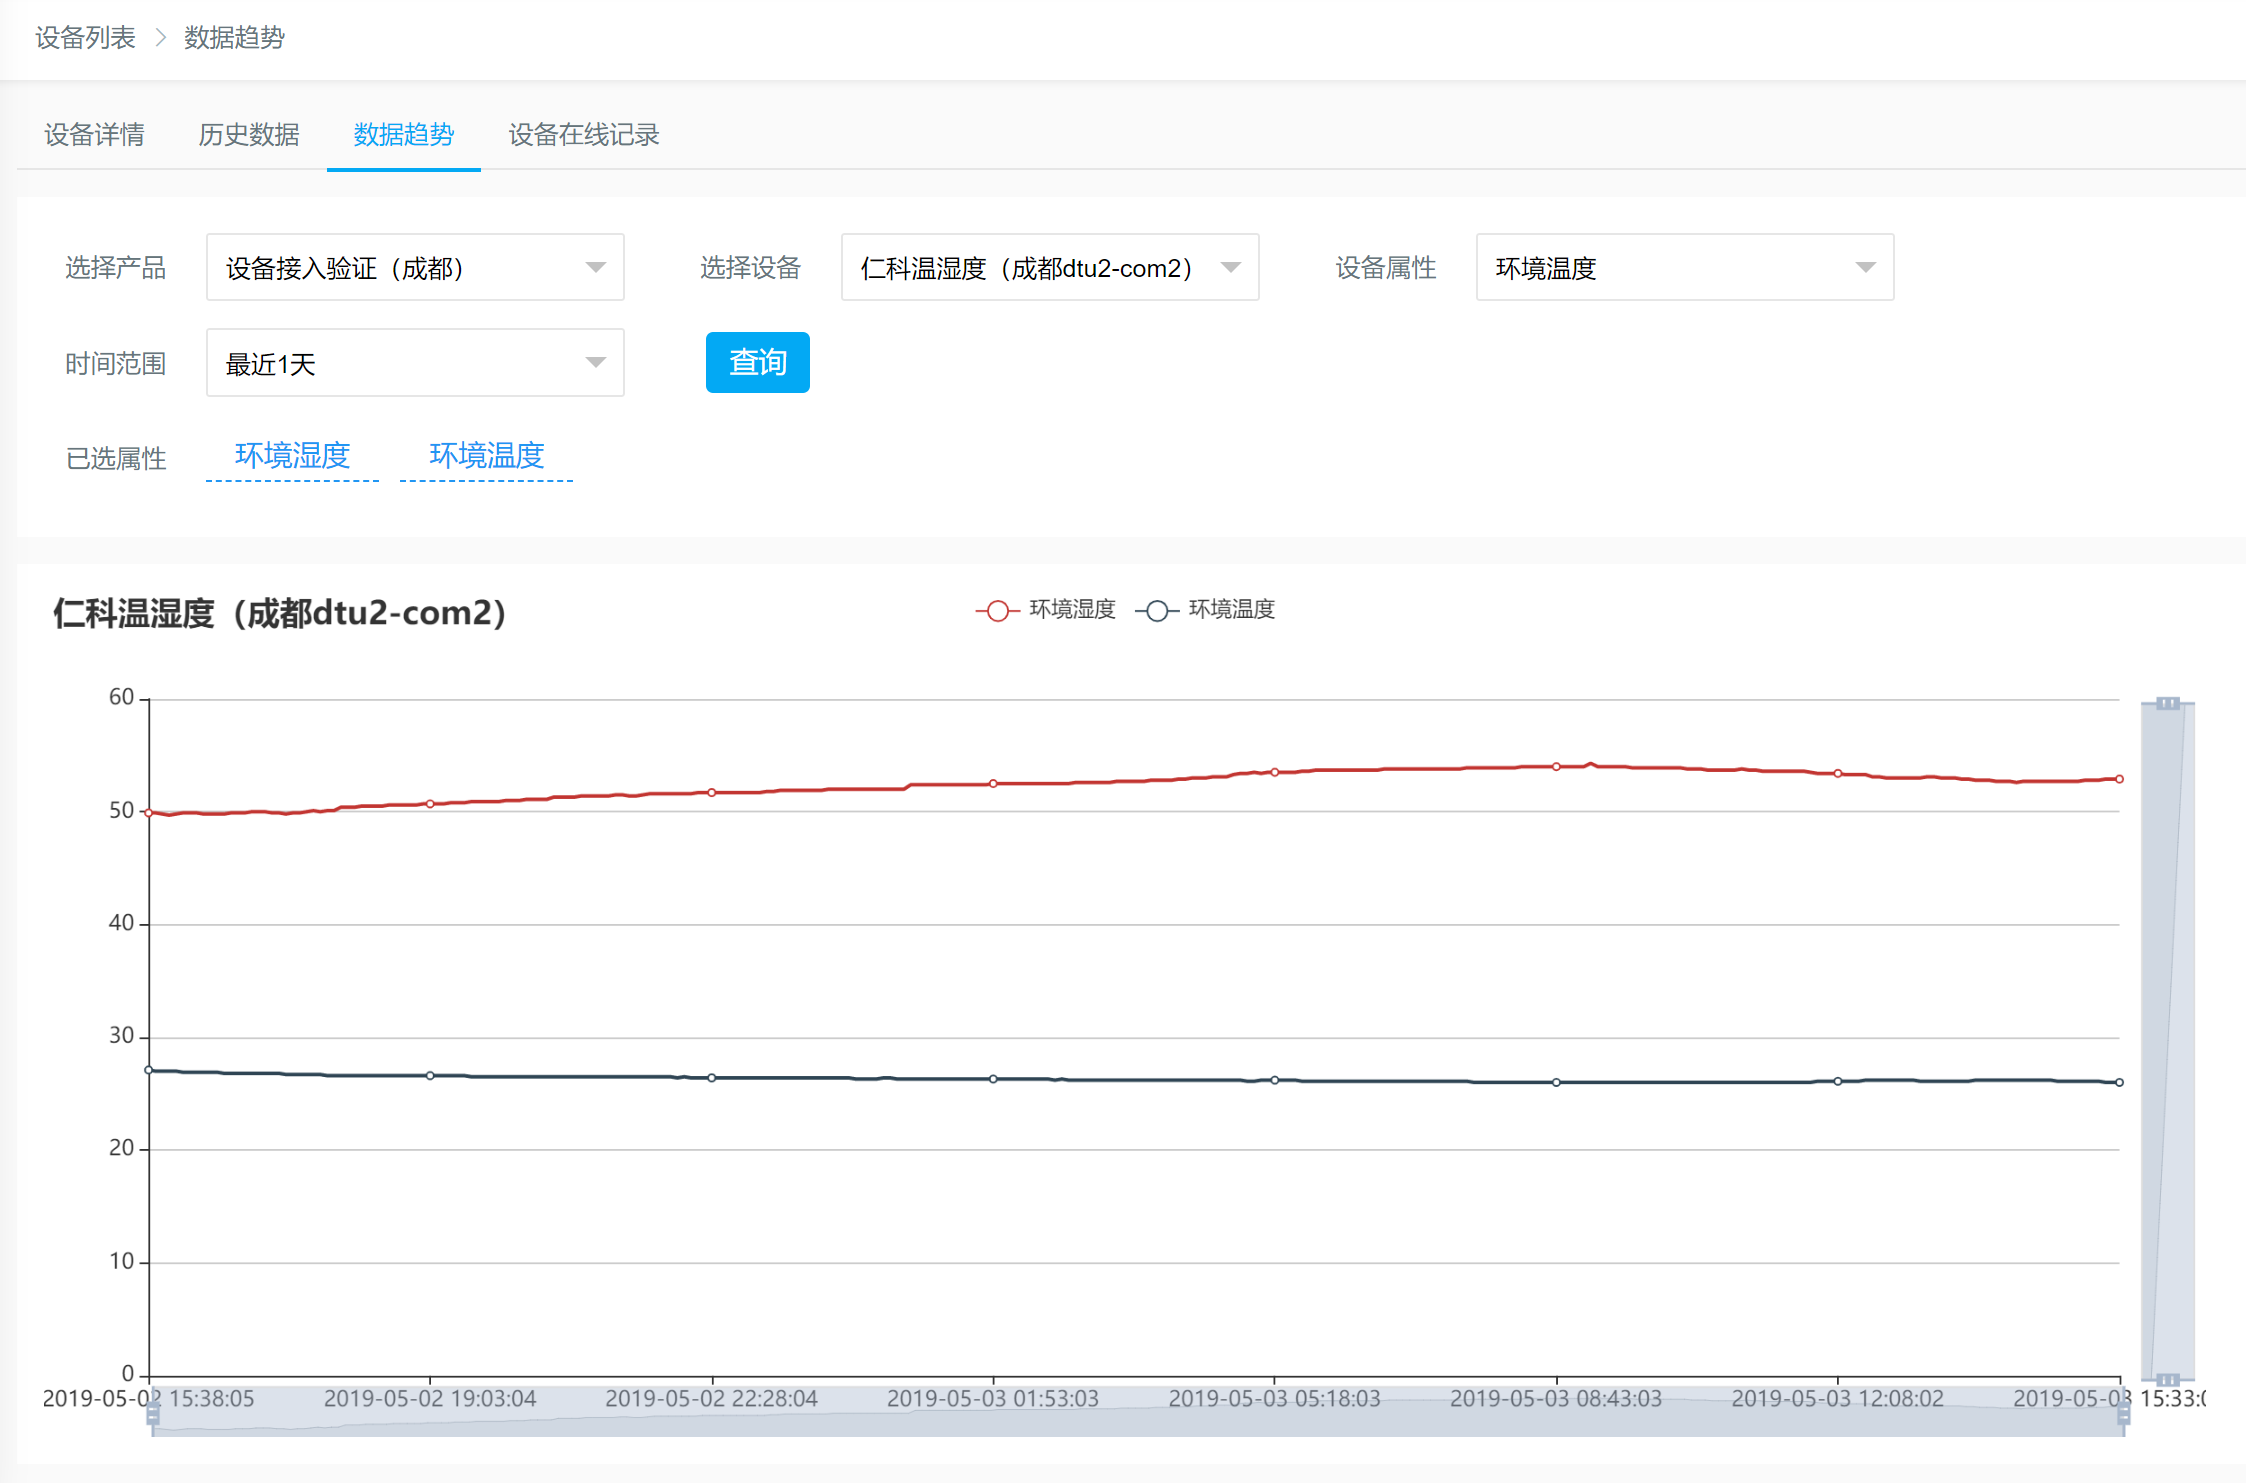 设备列表 > 数据趋势
设备详情 历史数据 数据趋势 设备在线记录
选择产品 设备接入验证（成都） 选择设备 仁科温湿度（成都dtu2-com2） 设备属性 环境温度
时间范围 最近1天 查询
已选属性 环境湿度 环境温度
仁科温湿度（成都dtu2-com2） 环境湿度 环境温度
60
50
40
30
20
10
0
2019-05-02 15:38:05 2019-05-02 19:03:04 2019-05-02 22:28:04 2019-05-03 01:53:03 2019-05-03 05:18:03 2019-05-03 08:43:03 2019-05-03 12:08:02 2019-05-03 15:33:0